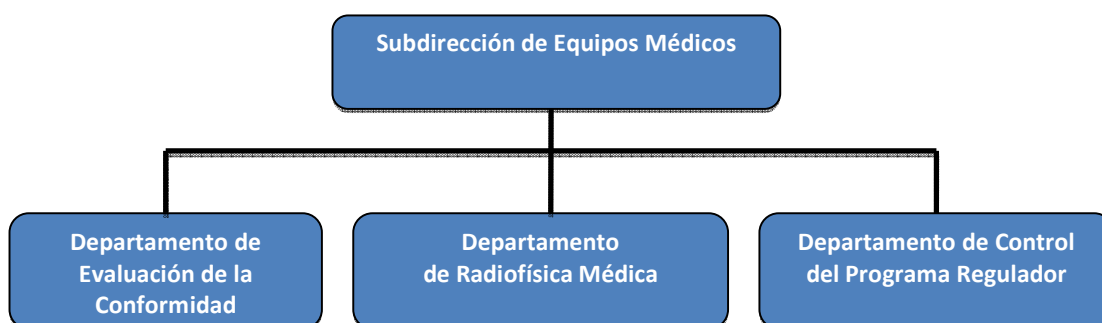 Subdirección de Equipos Médicos
Departamento de
Evaluación de la
Conformidad
Departamento
de Radiofísica Médica
Departamento de Control
del Programa Regulador